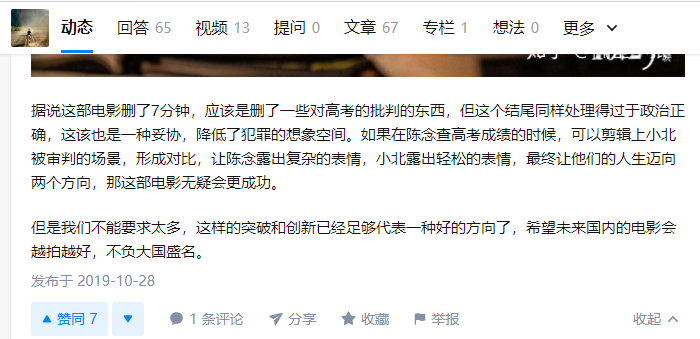 动态 回答 65 视频 13 提问 0 文章 67 专栏 1 想法 0 更多
据说这部电影删了7分钟，应该是删了一些对高考的批判的东西，但这个结尾同样处理得过于政治正
确，这该也是一种妥协，降低了犯罪的想象空间。如果在陈念查高考成绩的时候，可以剪辑上小北
被审判的场景，形成对比，让陈念露出复杂的表情，小北露出轻松的表情，最终让他们的人生迈向
两个方向，那这部电影无疑会更成功。
但是我们不能要求太多，这样的突破和创新已经足够代表一种好的方向了，希望未来国内的电影会
越拍越好，不负大国盛名。
发布于 2019-10-28
赞同 7 1 条评论 分享 收藏 举报 收起